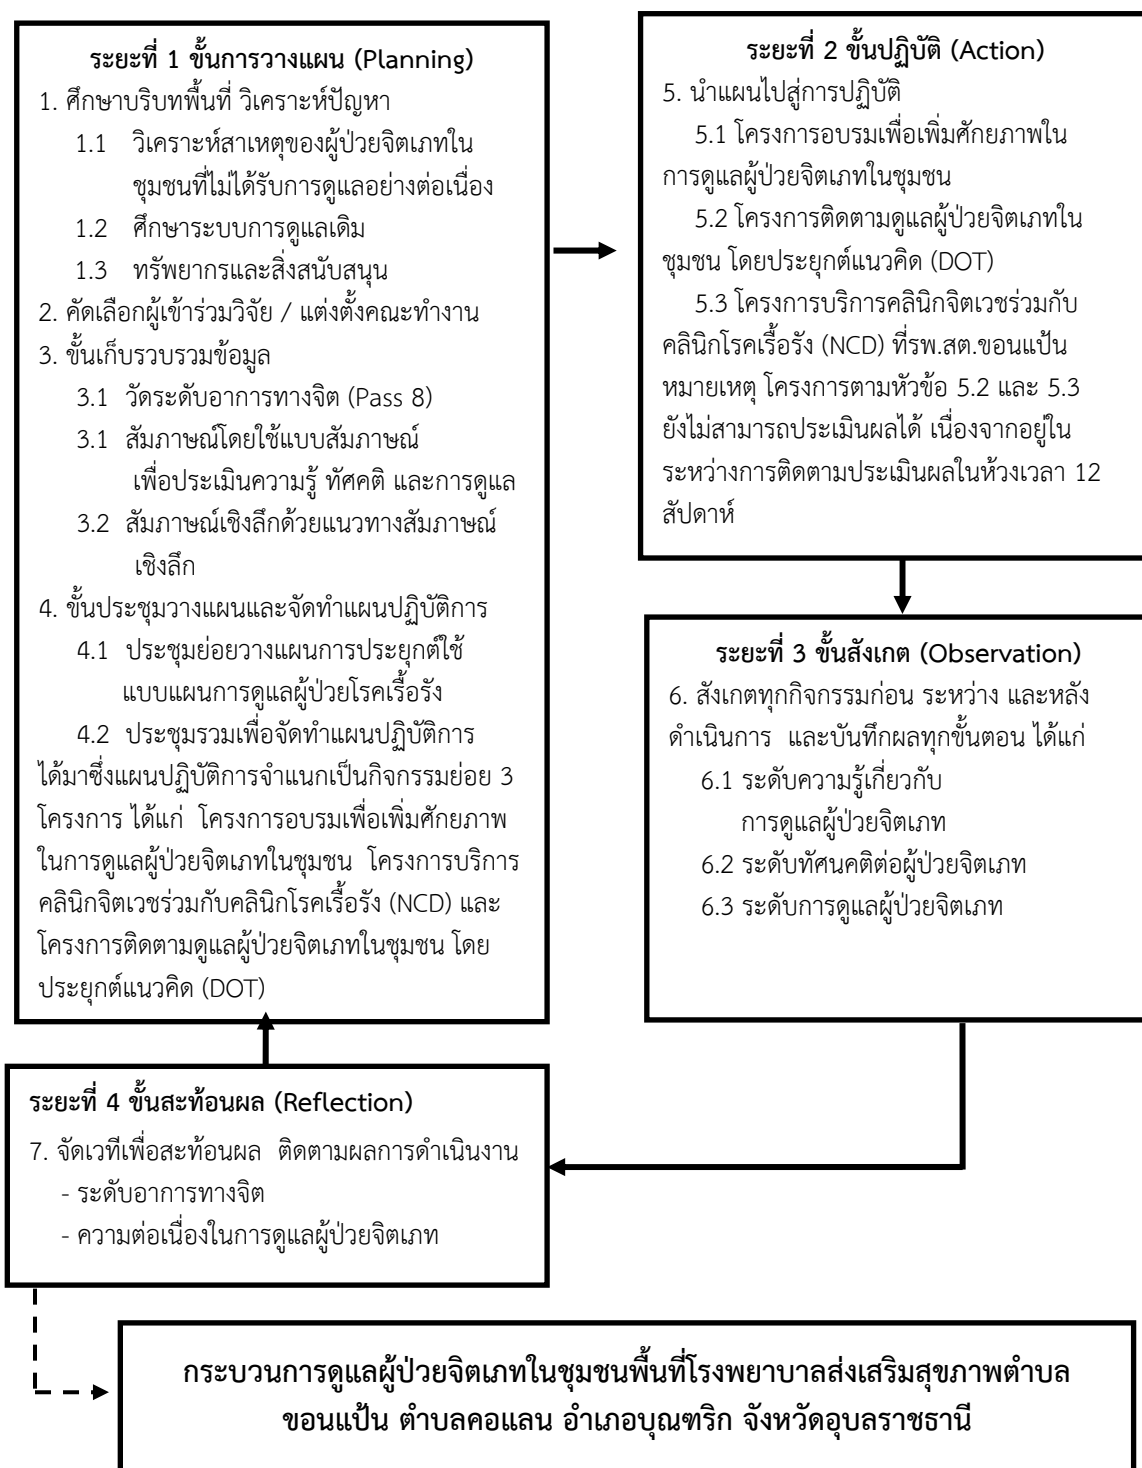 ระยะที่ 1 ขั้นการวางแผน (Planning)
1. ศึกษาบริบทพื้นที่ วิเคราะห์ปัญหา
1.1 วิเคราะห์สาเหตุของผู้ป่วยจิตเภทใน
ชุมชนที่ไม่ได้รับการดูแลอย่างต่อเนื่อง
1.2 ศึกษาระบบการดูแลเดิม
1.3 ทรัพยากรและสิ่งสนับสนุน
2. คัดเลือกผู้เข้าร่วมวิจัย / แต่งตั้งคณะทำงาน
3. ขั้นเก็บรวบรวมข้อมูล
3.1 วัดระดับอาการทางจิต (Pass 8)
3.1 สัมภาษณ์โดยใช้แบบสัมภาษณ์
เพื่อประเมินความรู้ ทัศคติ และการดูแล
3.2 สัมภาษณ์เชิงลึกด้วยแนวทางสัมภาษณ์
เชิงลึก
4. ขั้นประชุมวางแผนและจัดทำแผนปฏิบัติการ
4.1 ประชุมย่อยวางแผนการประยุกต์ใช้
แบบแผนการดูแลผู้ป่วยโรคเรื้อรัง
4.2 ประชุมรวมเพื่อจัดทำแผนปฏิบัติการ
ได้มาซึ่งแผนปฏิบัติการจำแนกเป็นกิจกรรมย่อย 3
โครงการ ได้แก่ โครงการอบรมเพื่อเพิ่มศักยภาพ
ในการดูแลผู้ป่วยจิตเภทในชุมชน โครงการบริการ
คลินิกจิตเวชร่วมกับคลินิกโรคเรื้อรัง (NCD) และ
โครงการติดตามดูแลผู้ป่วยจิตเภทในชุมชน โดย
ประยุกต์แนวคิด (DOT)
ระยะที่ 2 ขั้นปฏิบัติ (Action)
5. นำแผนไปสู่การปฏิบัติ
5.1 โครงการอบรมเพื่อเพิ่มศักยภาพใน
การดูแลผู้ป่วยจิตเภทในชุมชน
5.2 โครงการติดตามดูแลผู้ป่วยจิตเภทใน
ชุมชน โดยประยุกต์แนวคิด (DOT)
5.3 โครงการบริการคลินิกจิตเวชร่วมกับ
คลินิกโรคเรื้อรัง (NCD) ที่รพ.สต.ขอนแป้น
หมายเหตุ โครงการตามหัวข้อ 5.2 และ 5.3
ยังไม่สามารถประเมินผลได้ เนื่องจากอยู่ใน
ระหว่างการติดตามประเมินผลในห้วงเวลา 12
สัปดาห์
ระยะที่ 3 ขั้นสังเกต (Observation)
6. สังเกตทุกกิจกรรมก่อน ระหว่าง และหลัง
ดำเนินการ และบันทึกผลทุกขั้นตอน ได้แก่
6.1 ระดับความรู้เกี่ยวกับ
การดูแลผู้ป่วยจิตเภท
6.2 ระดับทัศนคติต่อผู้ป่วยจิตเภท
6.3 ระดับการดูแลผู้ป่วยจิตเภท
ระยะที่ 4 ขั้นสะท้อนผล (Reflection)
7. จัดเวทีเพื่อสะท้อนผล ติดตามผลการดำเนินงาน
- ระดับอาการทางจิต
- ความต่อเนื่องในการดูแลผู้ป่วยจิตเภท
กระบวนการดูแลผู้ป่วยจิตเภทในชุมชนพื้นที่โรงพยาบาลส่งเสริมสุขภาพตำบล
ขอนแป้น ตำบลคอแลน อำเภอบุณฑริก จังหวัดอุบลราชธานี